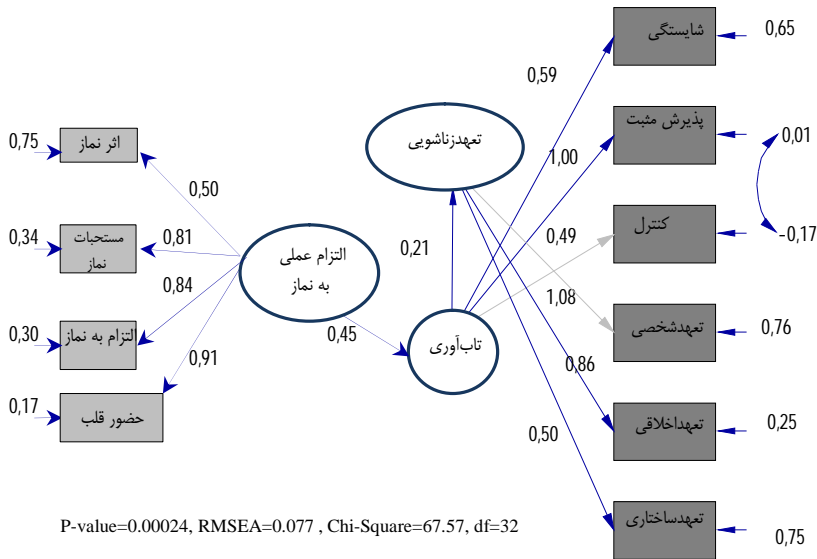 شایستگی
0,65
0,59
پذیرش مثبت
0,01
1,00
تعهدزناشویی
0,75
اثر نماز
0,50
0,34
مستحبات
نماز
0,81
التزام عملی
به نماز
0,21
0,49
کنترل
-0,17
0,84
1,08
تعهدشخصی
0,76
0,30
التزام به نماز
0,45
تاب‌آوری
0,91
0,86
0,17
حضور قلب
تعهداخلاقی
0,25
0,50
تعهدساختاری
0,75
P-value=0.00024, RMSEA=0.077 , Chi-Square=67.57, df=32